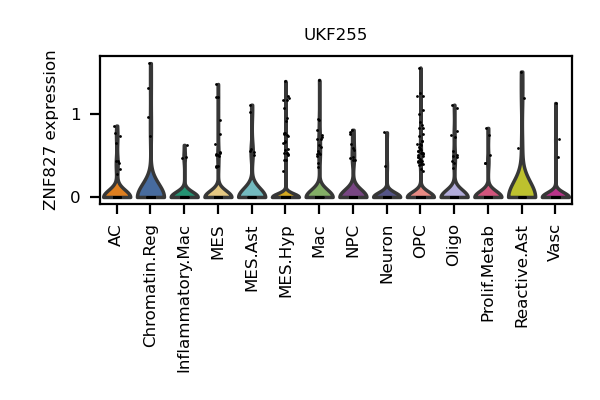 UKF255
ZNF827 expression
1
0
AC
Chromatin.Reg
Inflammatory.Mac
MES
MES.Ast
MES.Hyp
Mac
NPC
Neuron
OPC
Oligo
Prolif.Metab
Reactive.Ast
Vasc